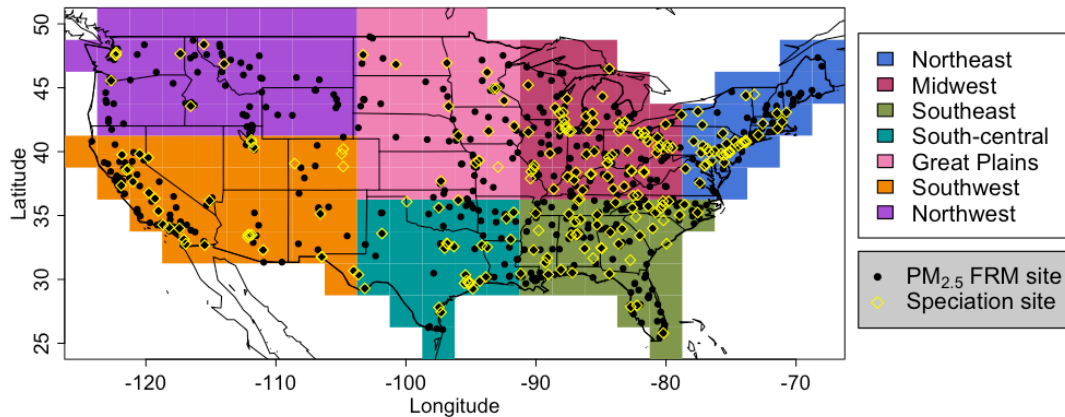 50
45
40
35
30
25
Latitude
-120
-110
-100
-90
-80
-70
Longitude
Northeast
Midwest
Southeast
South-central
Great Plains
Southwest
Northwest
PM2.5 FRM site
Speciation site